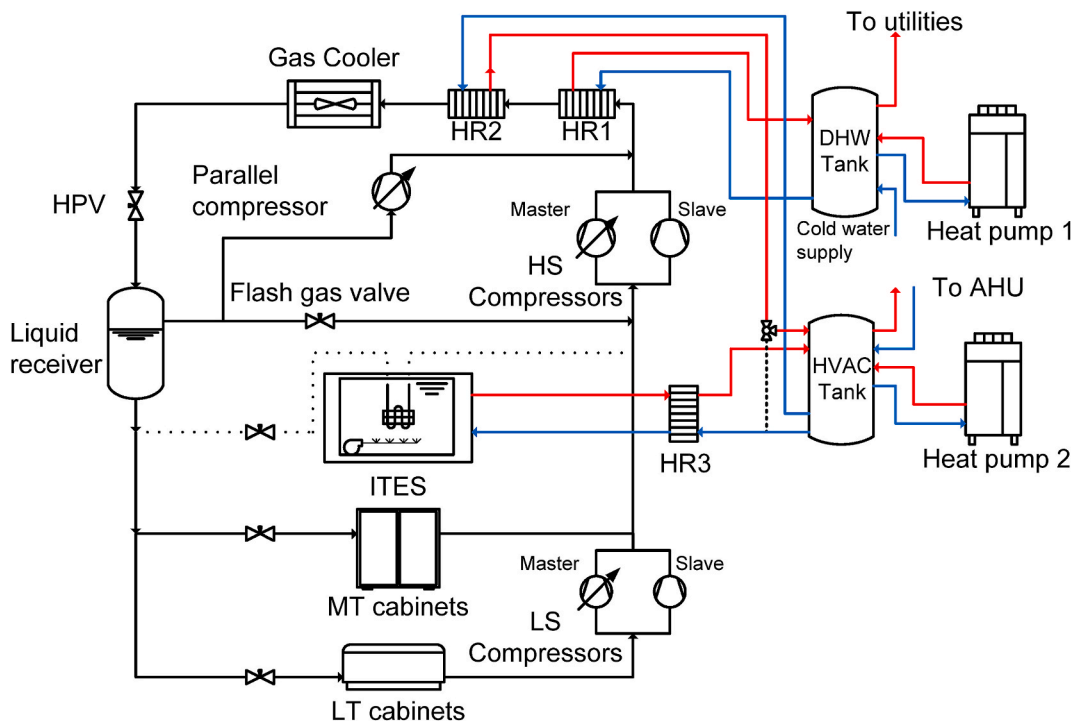 To utilities
Gas Cooler
HR2
HR1
DHW
Tank
Parallel
compressor
HPV
Master
Slave
Cold water
supply
Heat pump 1
HS
Compressors
Flash gas valve
To AHU
Liquid
receiver
HVAC
Tank
HR3
Heat pump 2
ITES
Master
Slave
MT cabinets
LS
Compressors
LT cabinets